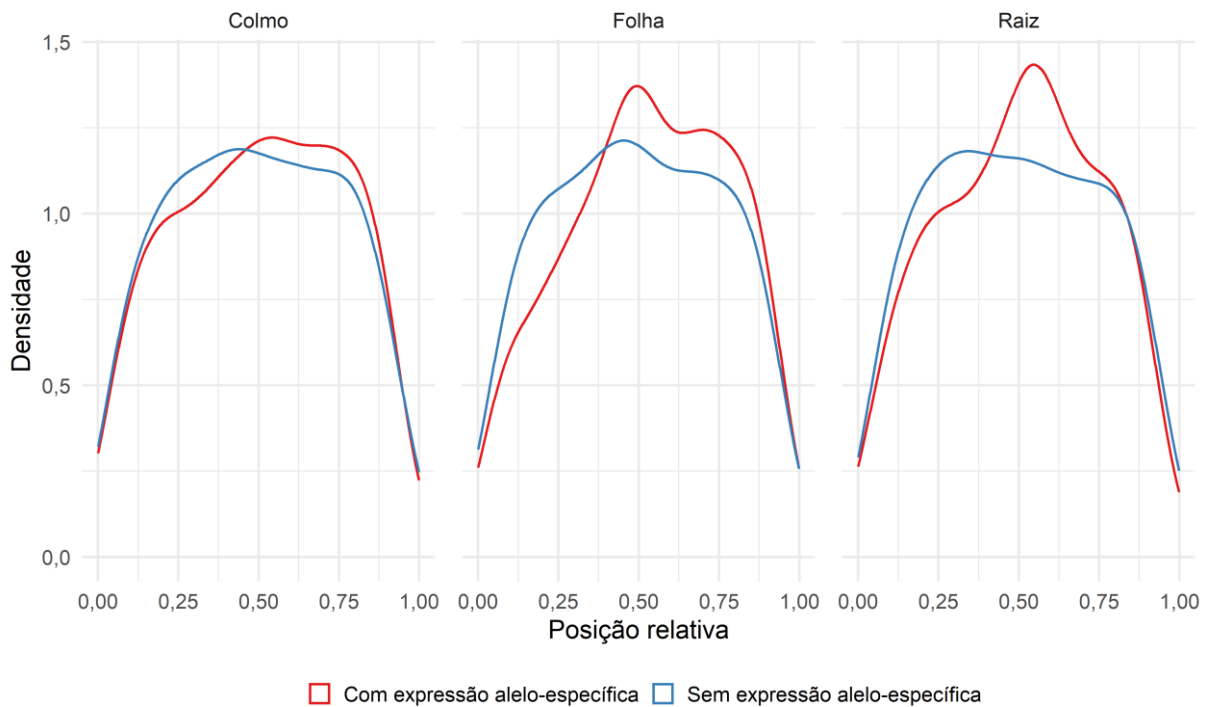 Colmo Folha Raiz
1,5
1,0
0,5
0,0
Densidade
0,00 0,25 0,50 0,75 1,00 0,00 0,25 0,50 0,75 1,00 0,00 0,25 0,50 0,75 1,00
Posição relativa
Com expressão alelo-específica Sem expressão alelo-específica